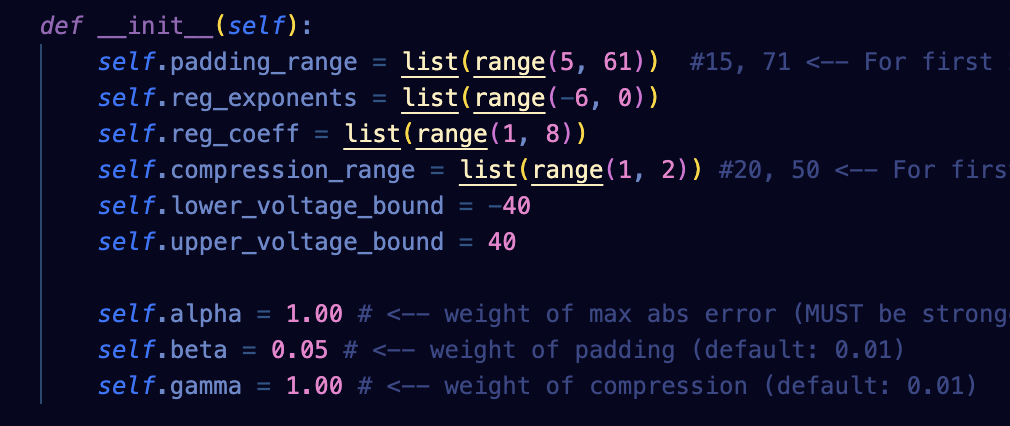 def __init__(self):
self.padding_range = list(range(5, 61))  #15, 71 <-- For first
self.reg_exponents = list(range(-6, 0))
self.reg_coeff = list(range(1, 8))
self.compression_range = list(range(1, 2)) #20, 50 <-- For
self.lower_voltage_bound = -40
self.upper_voltage_bound = 40
self.alpha = 1.00 # <-- weight of max abs error (MUST be
self.beta = 0.05 # <-- weight of padding (default: 0.01)
self.gamma = 1.00 # <-- weight of compression (default: 0.01)